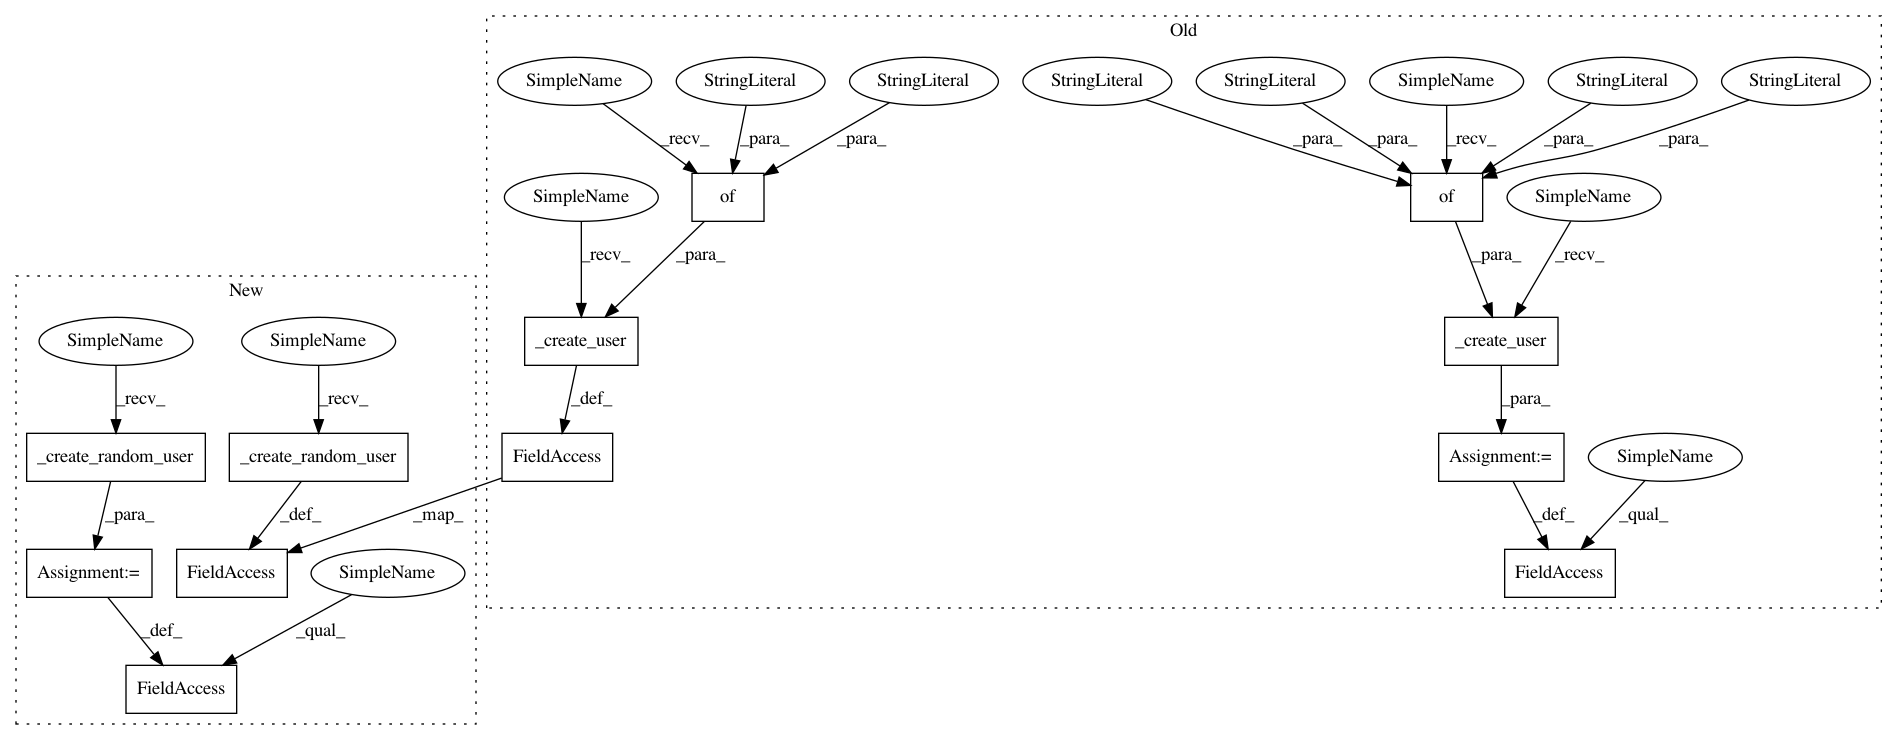 Old
SimpleName
StringLiteral
StringLiteral
StringLiteral
StringLiteral
SimpleName
StringLiteral
StringLiteral
_recv_
_para_
_para_
_para_
_para_
_recv_
_para_
_para_
SimpleName
of
of
SimpleName
_recv_
_para_
_para_
_recv_
New
SimpleName
SimpleName
_create_user
_create_user
_recv_
_recv_
_def_
_para_
_create_random_user
_create_random_user
FieldAccess
Assignment:=
SimpleName
_para_
_def_
_map_
_def_
_qual_
Assignment:=
FieldAccess
SimpleName
FieldAccess
_def_
_qual_
FieldAccess